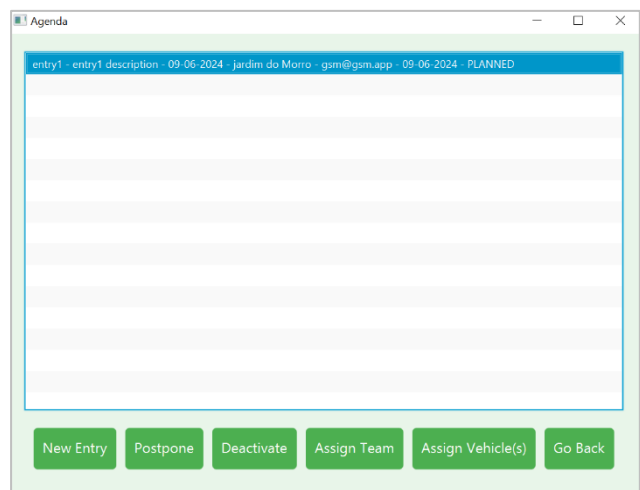 Agenda
entry1 - entry1 description - 09-06-2024 - jardim do Morro - gsm@gsm.app - 09-06-2024 - PLANNED
New Entry Postpone Deactivate Assign Team Assign Vehicle(s) Go Back